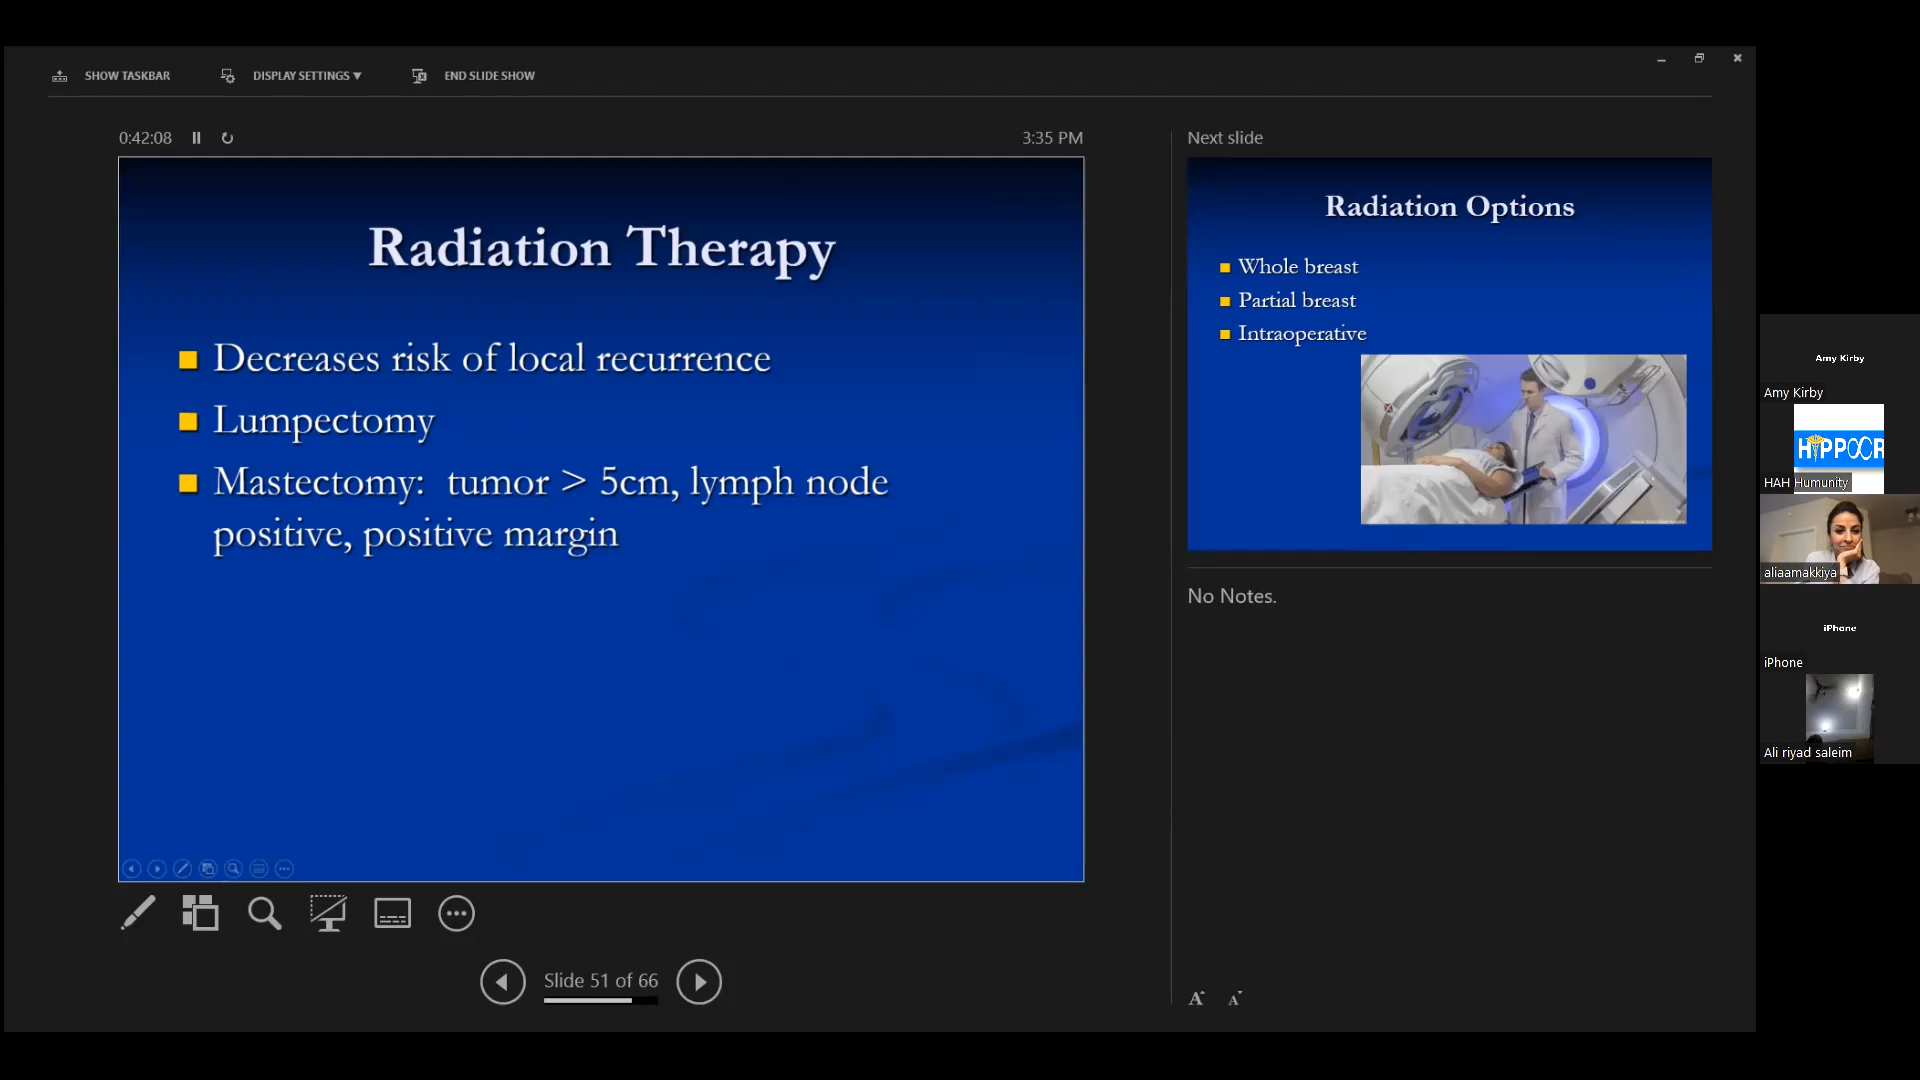 SHOW TASKBAR
DISPLAY SETTINGS ▼
END SLIDE SHOW
0:42:08
3:35 PM
Radiation Therapy
Decreases risk of local recurrence
Lumpectomy
Mastectomy: tumor > 5cm, lymph node
positive, positive margin
Slide 51 of 66
Next slide
Radiation Options
Whole breast
Partial breast
Intraoperative
No Notes.
A A
Amy Kirby
Amy Kirby
HIPPOCR
HAH Humunity
aliaamakkiya
iPhone
iPhone
Ali riyad saleim